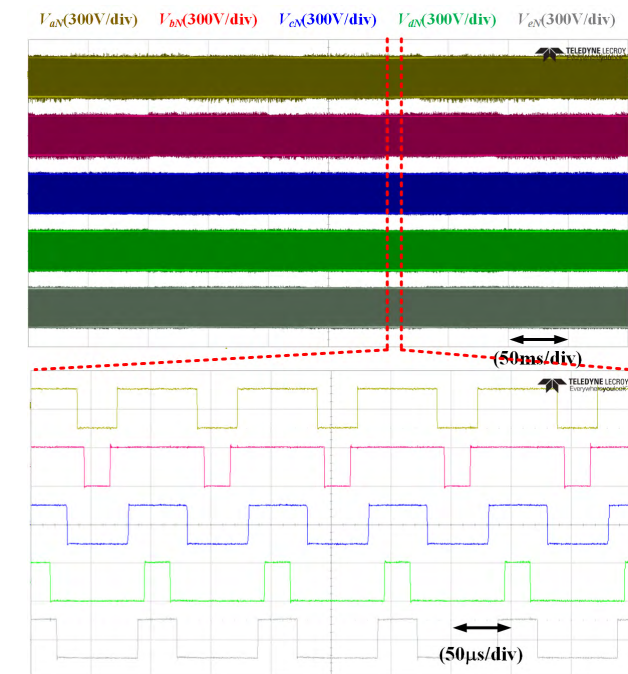 VaN(300V/div) VbN(300V/div) VcN(300V/div) VdN(300V/div) VeN(300V/div)
TELEDYNE LECROY
(50ms/div)
TELEDYNE LECROY
Everywhereyoulook
(50μs/div)